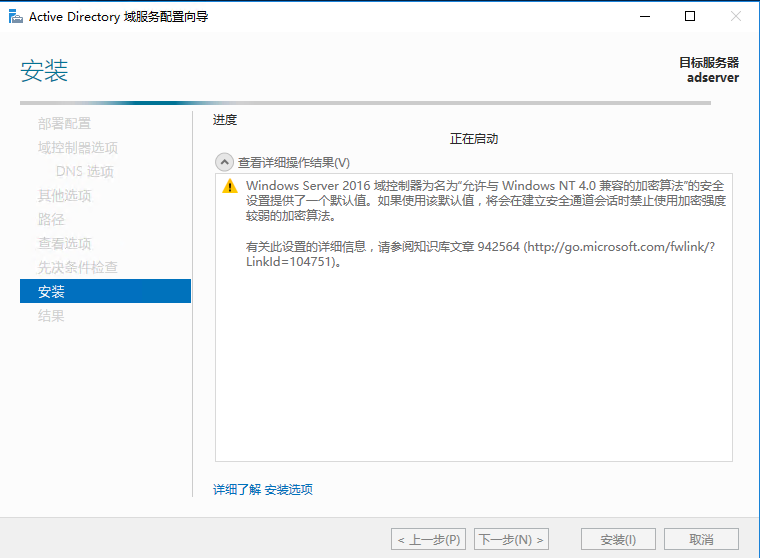 Active Directory 域服务配置向导
安装
目标服务器
adserver
部署配置
域控制器选项
DNS 选项
其他选项
路径
查看选项
先决条件检查
安装
结果
进度
正在启动
查看详细操作结果(V)
Windows Server 2016 域控制器为名为“允许与 Windows NT 4.0 兼容的加密算法”的安全
设置提供了一个默认值。如果使用该默认值，将会在建立安全通道会话时禁止使用加密强度
较弱的加密算法。
有关此设置的详细信息，请参阅知识库文章 942564 (http://go.microsoft.com/fwlink/?
LinkId=104751)。
详细了解 安装选项
< 上一步(P)
下一步(N) >
安装(I)
取消